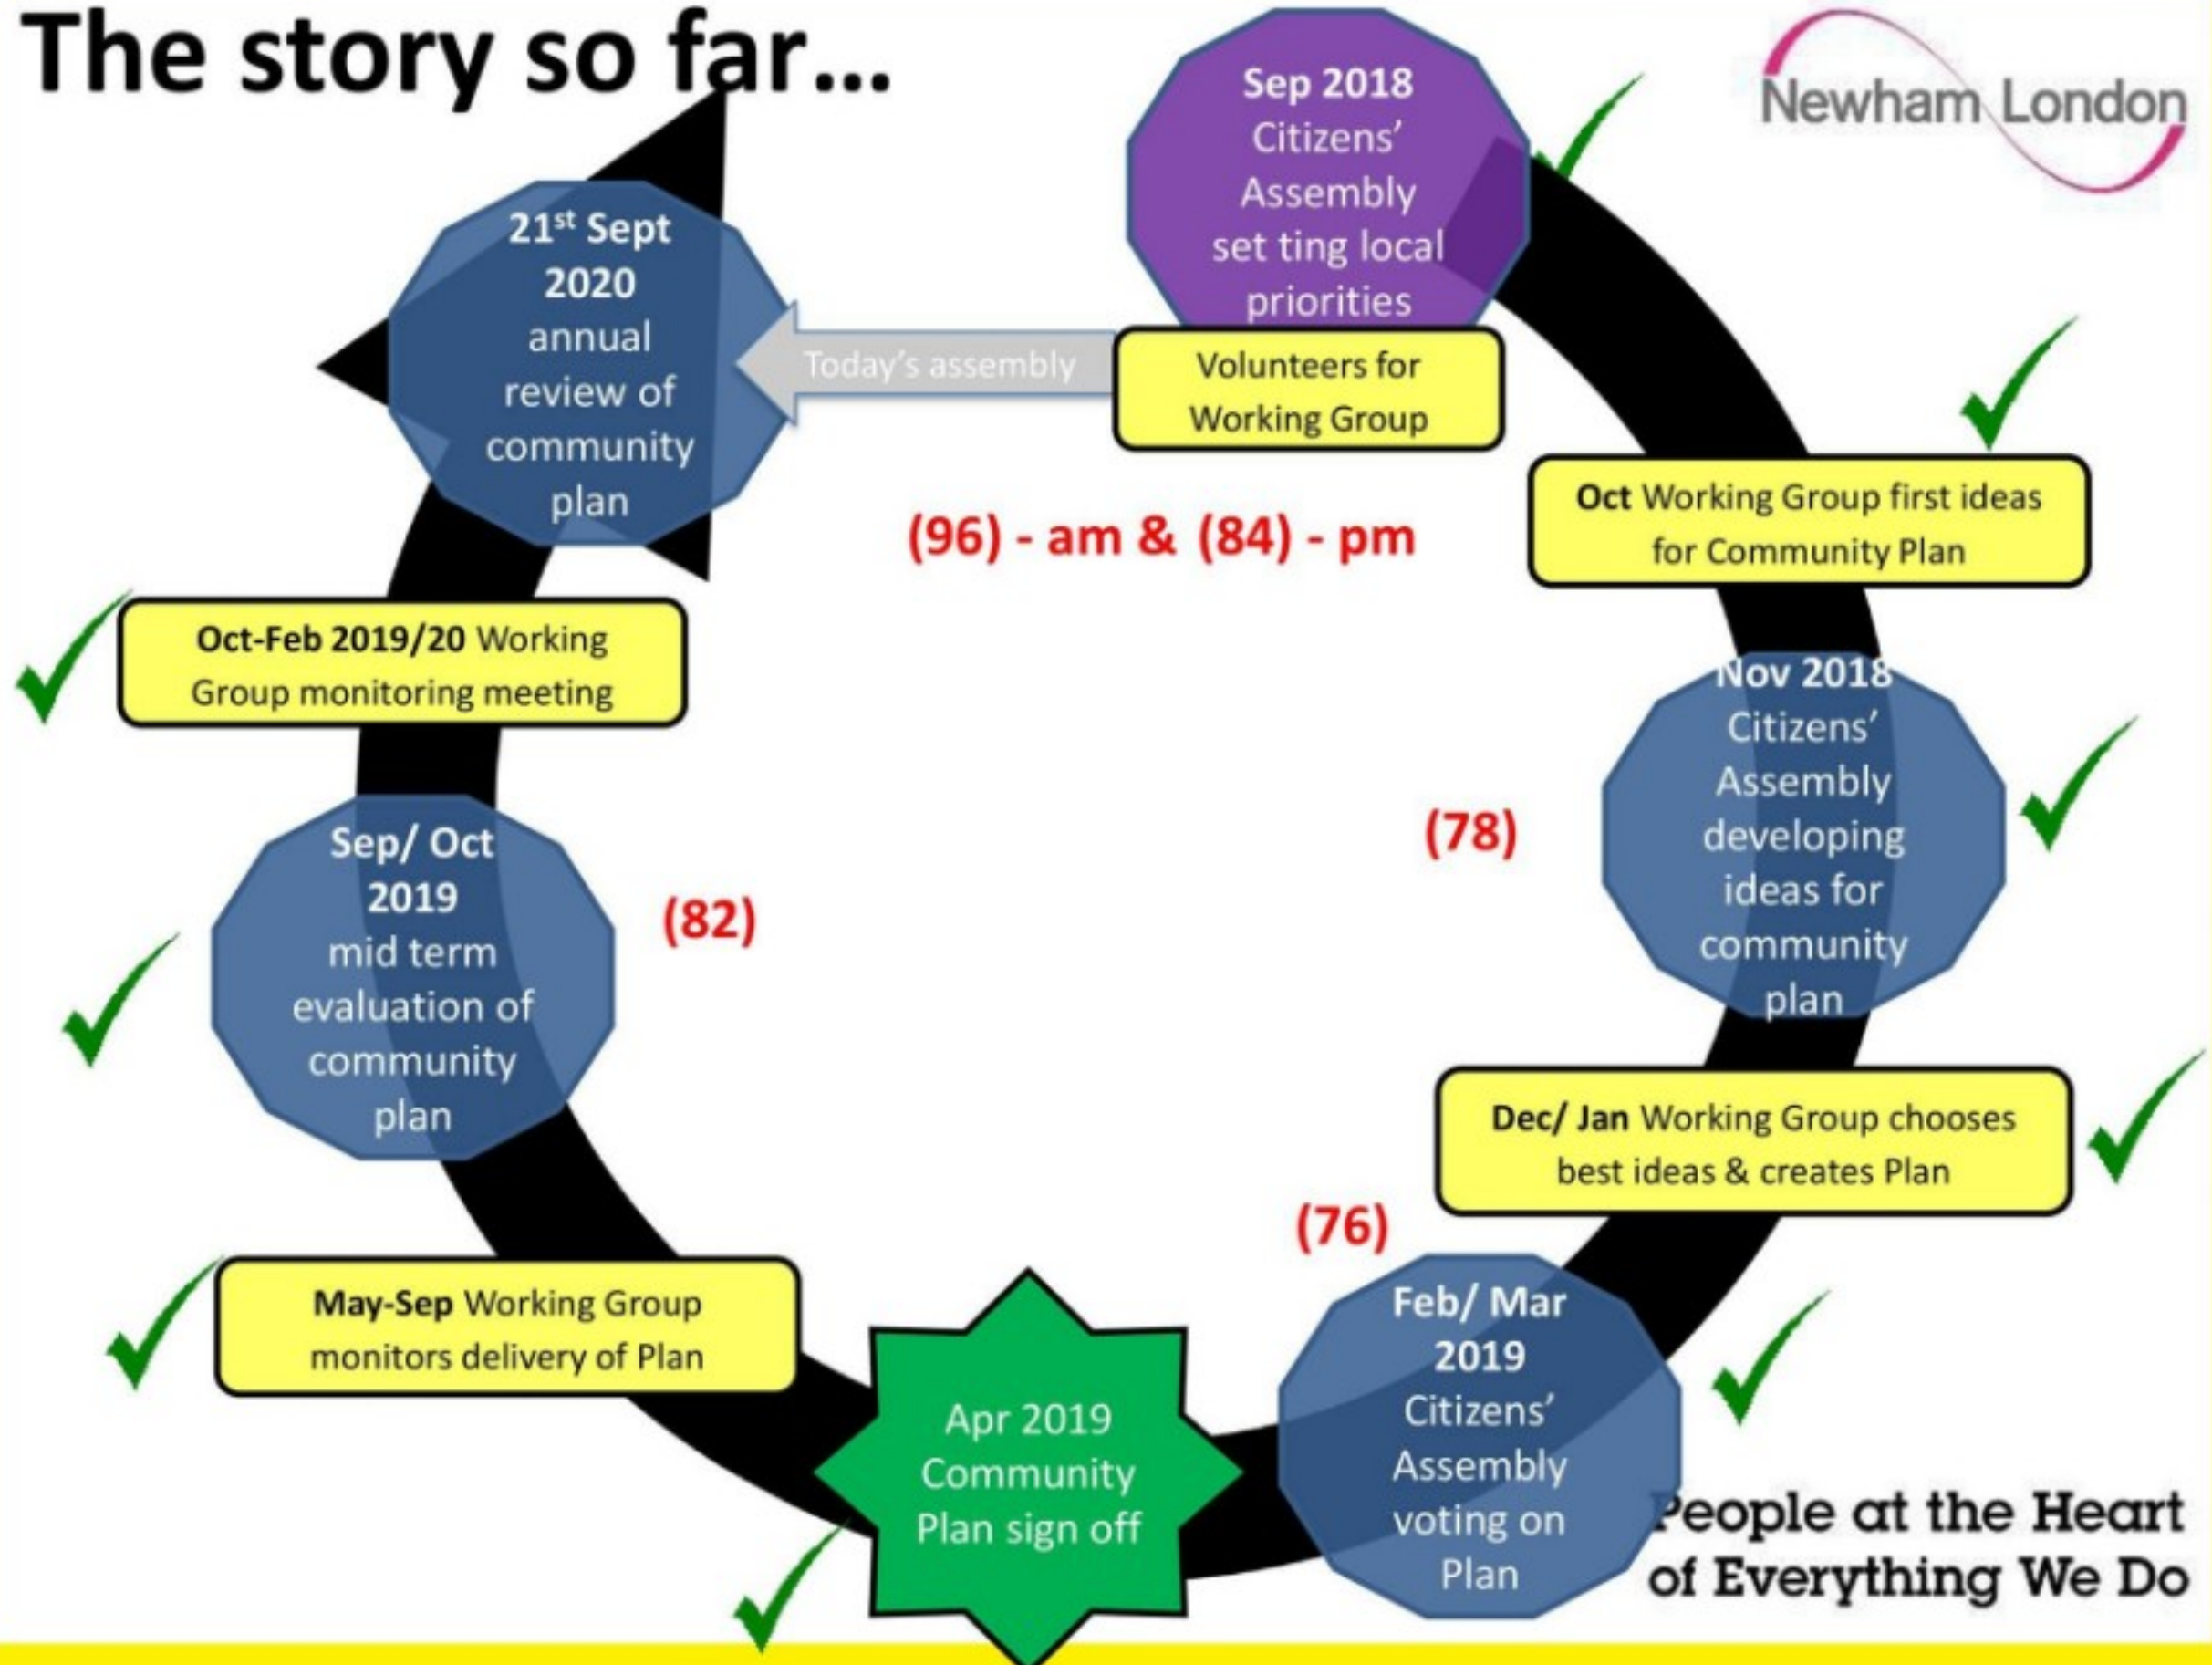 The story so far...
Newham London
Sep 2018
Citizens'
Assembly
set ting local
priorities
Volunteers for
Working Group
(96) - am & (84) - pm
Oct Working Group first ideas
for Community Plan
Nov 2018
Citizens'
Assembly
developing
ideas for
community
plan
(78)
Dec/ Jan Working Group chooses
best ideas & creates Plan
(76)
Feb/ Mar
2019
Citizens'
Assembly
voting on
Plan
Apr 2019
Community
Plan sign off
May-Sep Working Group
monitors delivery of Plan
Sep/ Oct
2019
mid term
evaluation of
community
plan
(82)
Oct-Feb 2019/20 Working
Group monitoring meeting
21st Sept
2020
annual
review of
community
plan
Today's assembly
People at the Heart
of Everything We Do